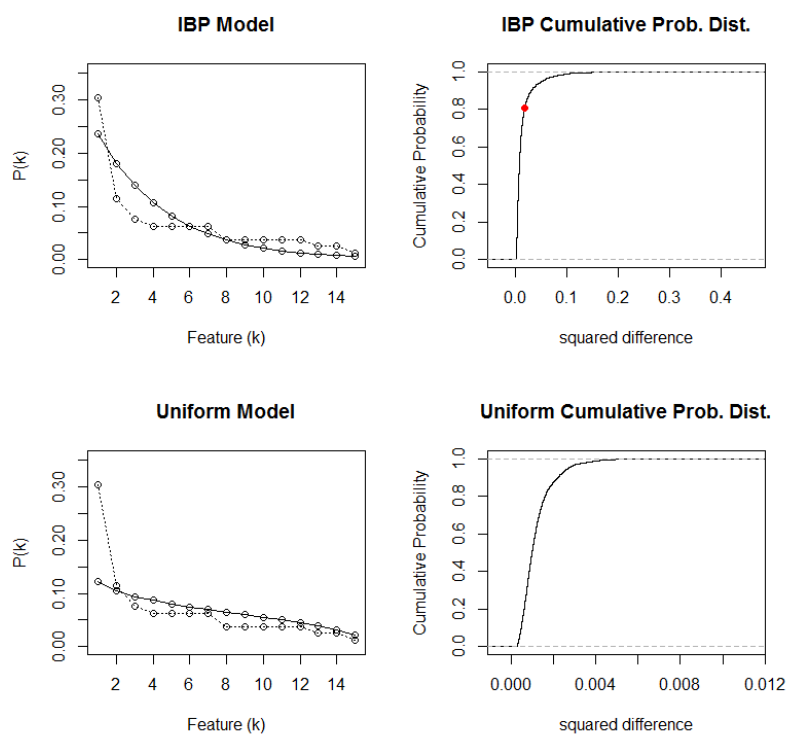 IBP Model
P(k)
0.00 0.10 0.20 0.30
2 4 6 8 10 12 14
Feature (k)
IBP Cumulative Prob. Dist.
Cumulative Probability
0.0 0.2 0.4 0.6 0.8 1.0
0.0 0.1 0.2 0.3 0.4
squared difference
Uniform Model
P(k)
0.00 0.10 0.20 0.30
2 4 6 8 10 12 14
Feature (k)
Uniform Cumulative Prob. Dist.
Cumulative Probability
0.0 0.2 0.4 0.6 0.8 1.0
0.000 0.004 0.008 0.012
squared difference